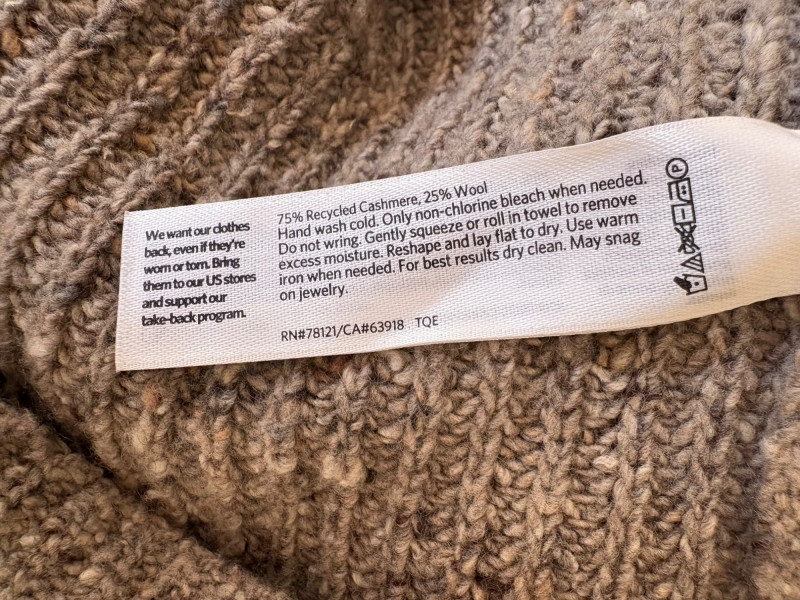 We want our clothes
back, even if they're
worn or torn. Bring
them to our US stores
and support our
take-back program.
75% Recycled Cashmere, 25% Wool
Hand wash cold. Only non-chlorine bleach when needed.
Do not wring. Gently squeeze or roll in towel to remove
excess moisture. Reshape and lay flat to dry. Use warm
iron when needed. For best results dry clean. May snag
on jewelry.
RN#78121/CA#63918 TQE
P